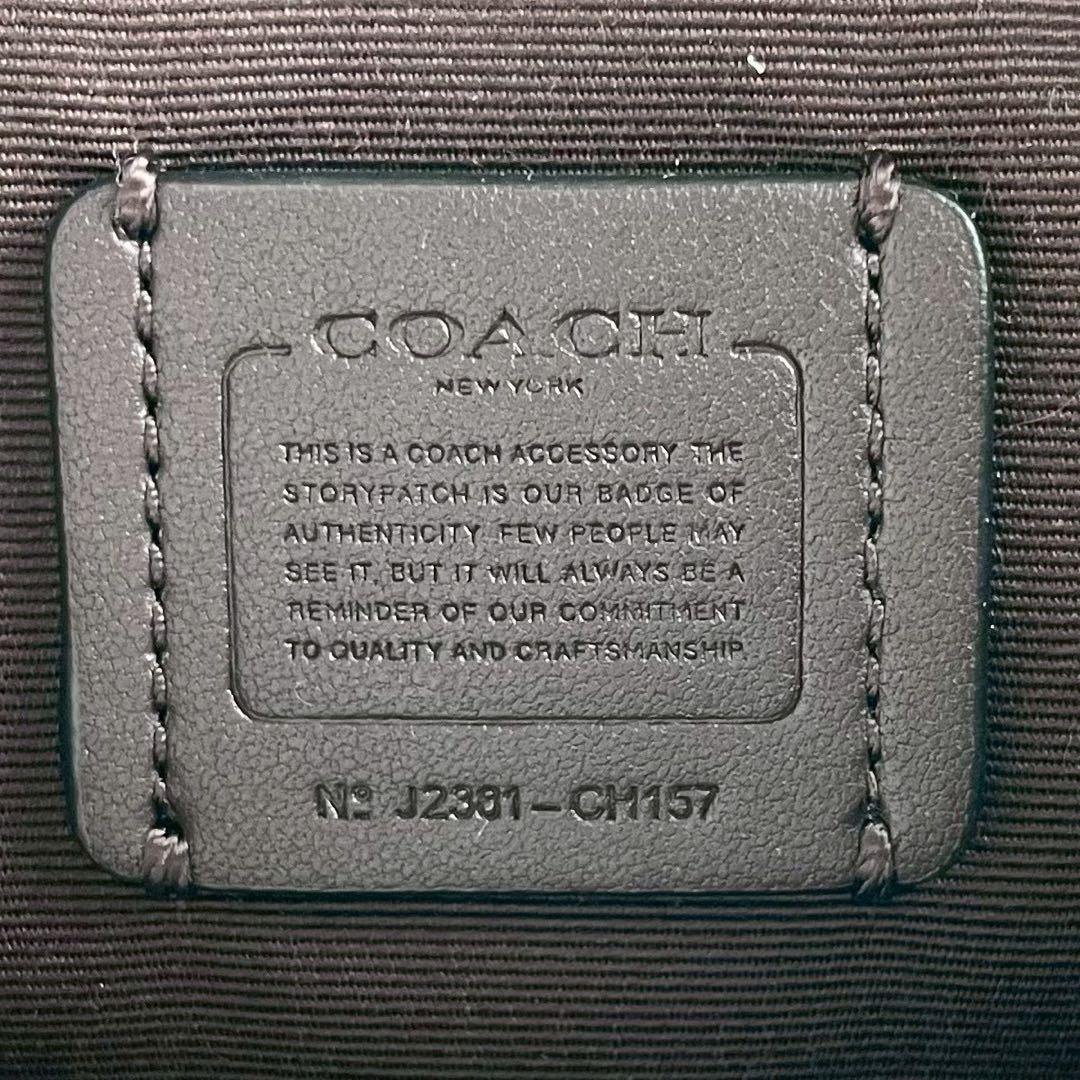 COACH
NEW YORK
THIS IS A COACH ACCESSORY. THE
STORYPATCH IS OUR BADGE OF
AUTHENTICITY. FEW PEOPLE MAY
SEE IT, BUT IT WILL ALWAYS BE A
REMINDER OF OUR COMMITMENT
TO QUALITY AND CRAFTSMANSHIP.
Nº J2381-CH157